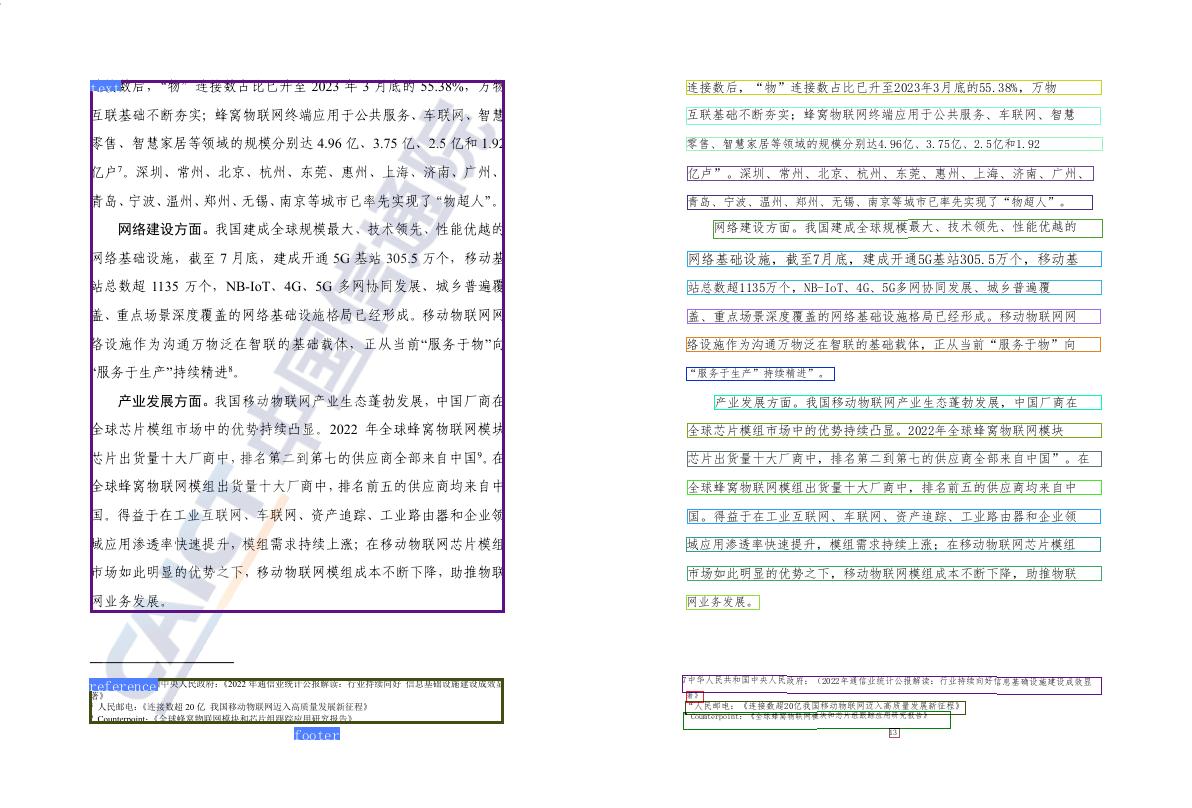 text数后，“物” 连接数占比已升至 2023 年 3 月底的 55.38%，万物
互联基础不断夯实；蜂窝物联网终端应用于公共服务、车联网、智慧
零售、智慧家居等领域的规模分别达 4.96 亿、3.75 亿、2.5 亿和 1.92
亿户7。深圳、常州、北京、杭州、东莞、惠州、上海、济南、广州、
青岛、宁波、温州、郑州、无锡、南京等城市已率先实现了 “物超人”。
网络建设方面。我国建成全球规模最大、技术领先、性能优越的
网络基础设施，截至 7 月底，建成开通 5G 基站 305.5 万个，移动基
站总数超 1135 万个，NB-IoT、4G、5G 多网协同发展、城乡普遍覆
盖、重点场景深度覆盖的网络基础设施格局已经形成。移动物联网网
络设施作为沟通万物泛在智联的基础载体，正从当前“服务于物”向
“服务于生产”持续精进8。
产业发展方面。我国移动物联网产业生态蓬勃发展，中国厂商在
全球芯片模组市场中的优势持续凸显。2022 年全球蜂窝物联网模块
芯片出货量十大厂商中，排名第二到第七的供应商全部来自中国9。在
全球蜂窝物联网模组出货量十大厂商中，排名前五的供应商均来自中
国。得益于在工业互联网、车联网、资产追踪、工业路由器和企业领
域应用渗透率快速提升，模组需求持续上涨；在移动物联网芯片模组
市场如此明显的优势之下，移动物联网模组成本不断下降，助推物联
网业务发展。
CAICT 中国信通院
reference中央人民政府：《2022 年通信业统计公报解读：行业持续向好 信息基础设施建设成效显
著》
人民邮电：《连接数超 20 亿 我国移动物联网迈入高质量发展新征程》
Counterpoint：《全球蜂窝物联网模块和芯片组跟踪应用研究报告》
footer
连接数后，“物”连接数占比已升至2023年3月底的55.38%，万物
互联基础不断夯实；蜂窝物联网终端应用于公共服务、车联网、智慧
零售、智慧家居等领域的规模分别达4.96亿、3.75亿、2.5亿和1.92
亿卢”。深圳、常州、北京、杭州、东莞、惠州、上海、济南、广州、
青岛、宁波、温州、郑州、无锡、南京等城市已率先实现了“物超人”。
网络建设方面。我国建成全球规模最大、技术领先、性能优越的
网络基础设施，截至7月底，建成开通5G基站305.5万个，移动基
站总数超1135万个，NB-IoT、4G、5G多网协同发展、城乡普遍覆
盖、重点场景深度覆盖的网络基础设施格局已经形成。移动物联网网
络设施作为沟通万物泛在智联的基础载体，正从当前“服务于物”向
“服务于生产”持续精进”。
产业发展方面。我国移动物联网产业生态蓬勃发展，中国厂商在
全球芯片模组市场中的优势持续凸显。2022年全球蜂窝物联网模块
芯片出货量十大厂商中，排名第二到第七的供应商全部来自中国”。在
全球蜂窝物联网模组出货量十大厂商中，排名前五的供应商均来自中
国。得益于在工业互联网、车联网、资产追踪、工业路由器和企业领
域应用渗透率快速提升，模组需求持续上涨；在移动物联网芯片模组
市场如此明显的优势之下，移动物联网模组成本不断下降，助推物联
网业务发展。
7中华人民共和国中央人民政府：《2022年通信业统计公报解读：行业持续向好信息基础设施建设成效显
著》
“人民邮电：《连接数超20亿我国移动物联网迈入高质量发展新征程》
Counterpoint：《全球蜂窝物联网模块和芯片组跟踪应用研究报告》
13